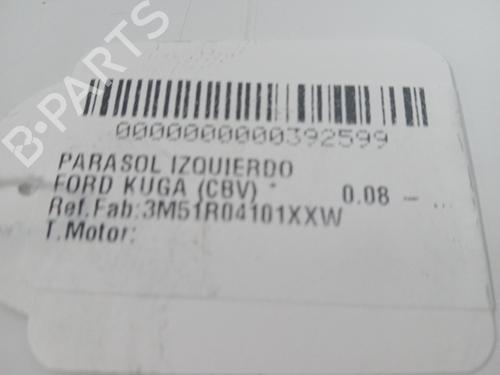 B-PARTS
0000000000392599
PARASOL IZQUIERDO
FORD KUGA (CBV) * 0.08 - ...
Ref.Fab:3M51R04101XXW
T.Motor: